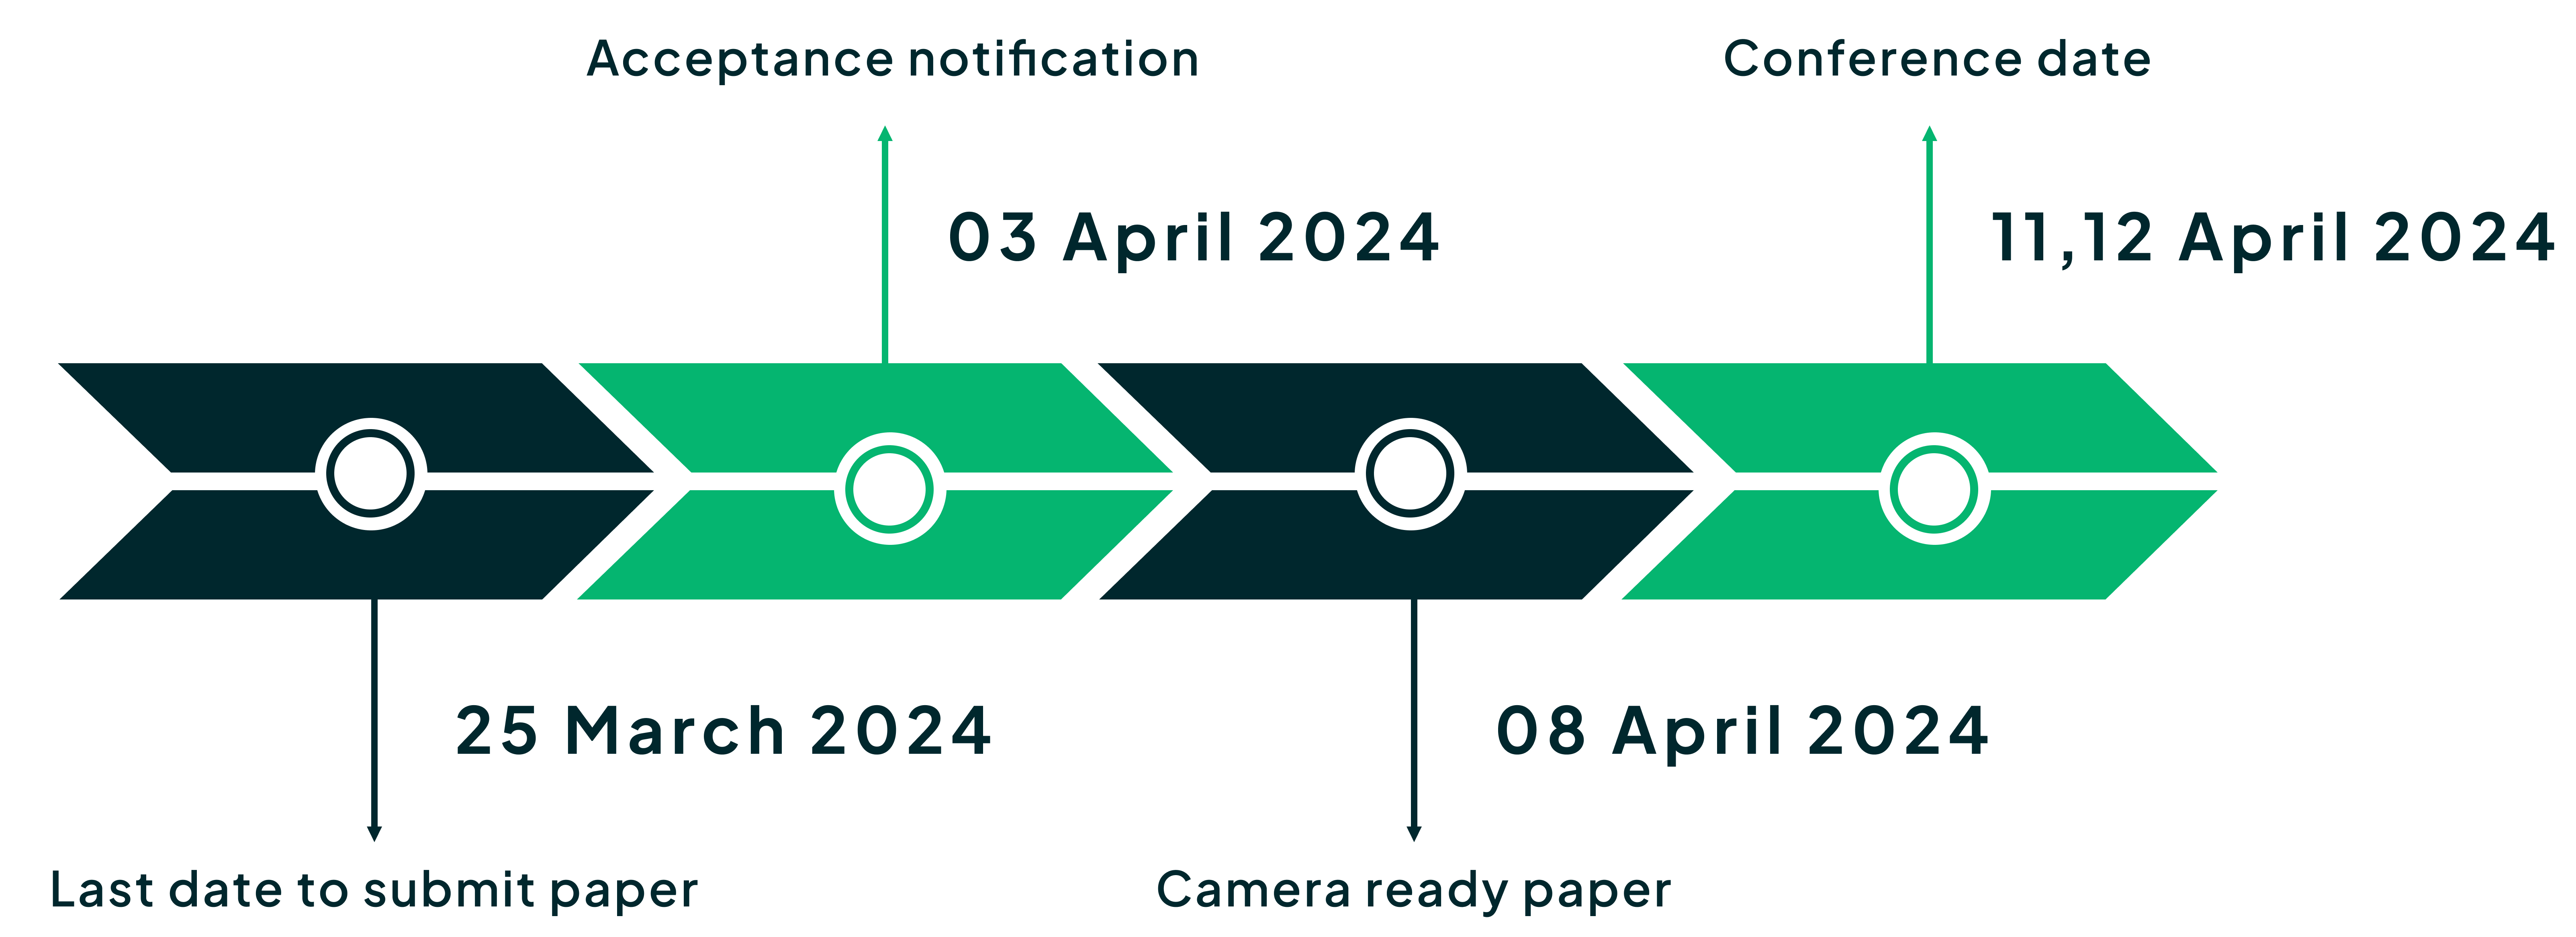 Acceptance notification
Conference date
03 April 2024
11,12 April 2024
25 March 2024
08 April 2024
Last date to submit paper
Camera ready paper